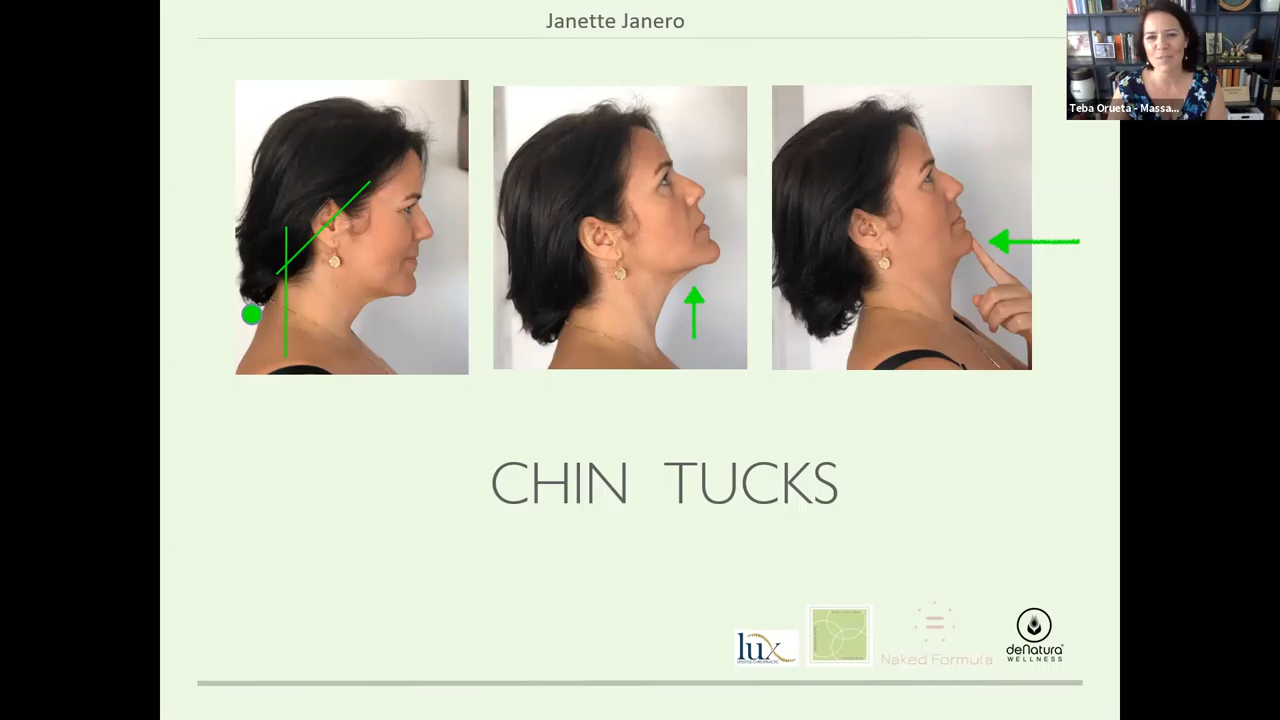 Janette Janero
Teba Orueta - Massa...
CHIN TUCKS
lux
Naked Formula
deNatura
WELLNESS